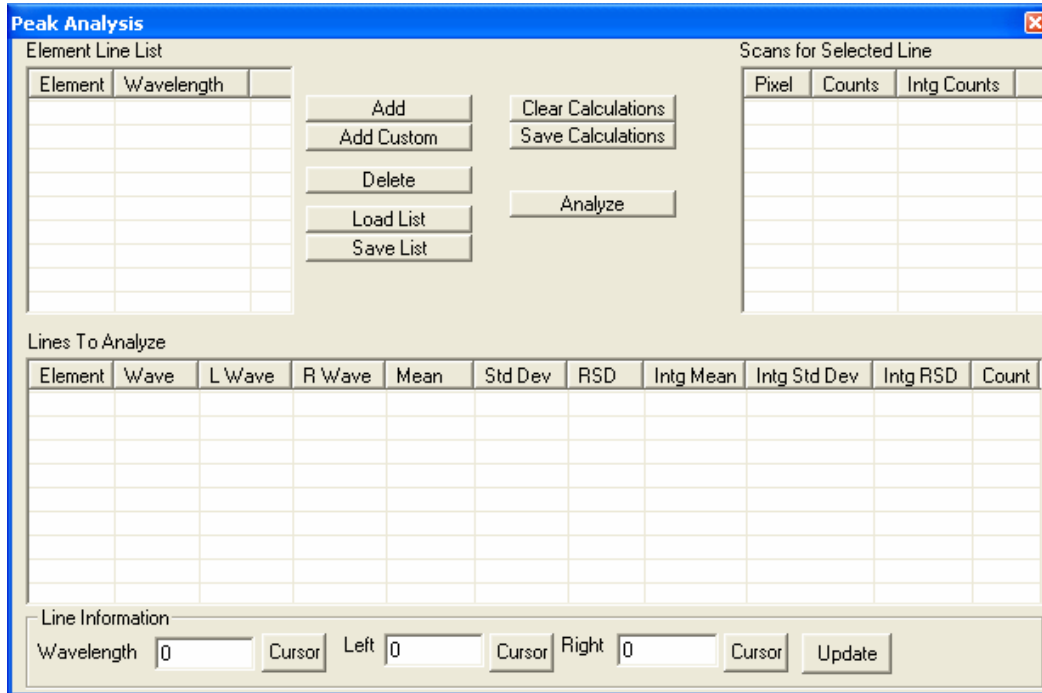 Peak Analysis
Element Line List
Scans for Selected Line
Element Wavelength
Pixel Counts Intg Counts
Add
Clear Calculations
Add Custom
Save Calculations
Delete
Analyze
Load List
Save List
Lines To Analyze
Element Wave L Wave R Wave Mean Std Dev RSD Intg Mean Intg Std Dev Intg RSD Count
Line Information
Wavelength 0 Cursor Left 0 Cursor Right 0 Cursor Update